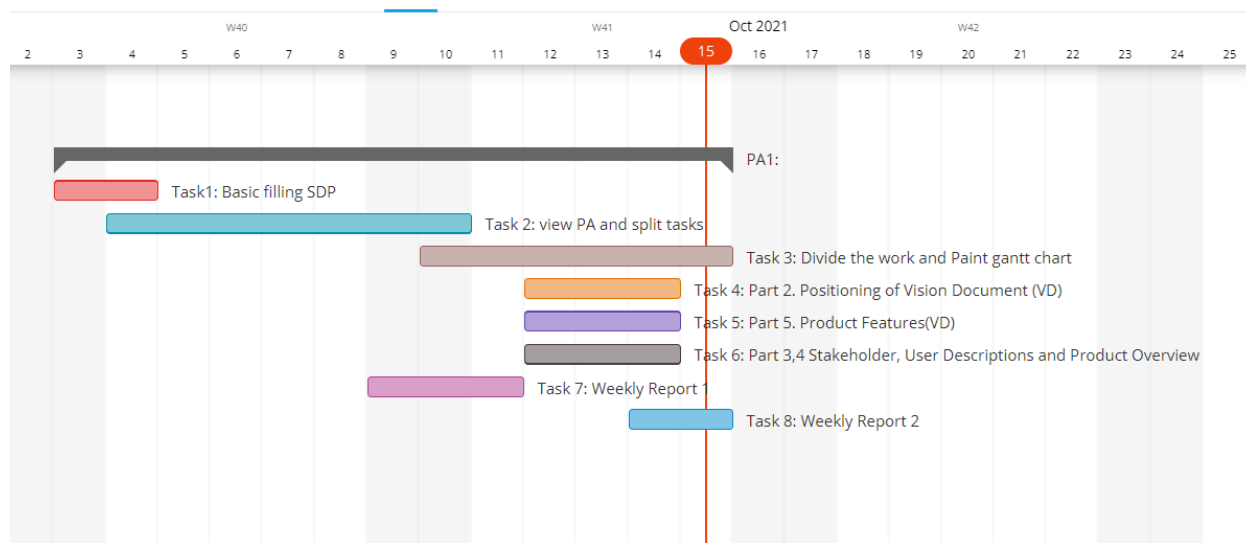 W40 W41 Oct 2021 W42
2 3 4 5 6 7 8 9 10 11 12 13 14 15 16 17 18 19 20 21 22 23 24 25
PA1:
Task1: Basic filling SDP
Task 2: view PA and split tasks
Task 3: Divide the work and Paint gantt chart
Task 4: Part 2. Positioning of Vision Document (VD)
Task 5: Part 5. Product Features(VD)
Task 6: Part 3,4 Stakeholder, User Descriptions and Product Overview
Task 7: Weekly Report 1
Task 8: Weekly Report 2